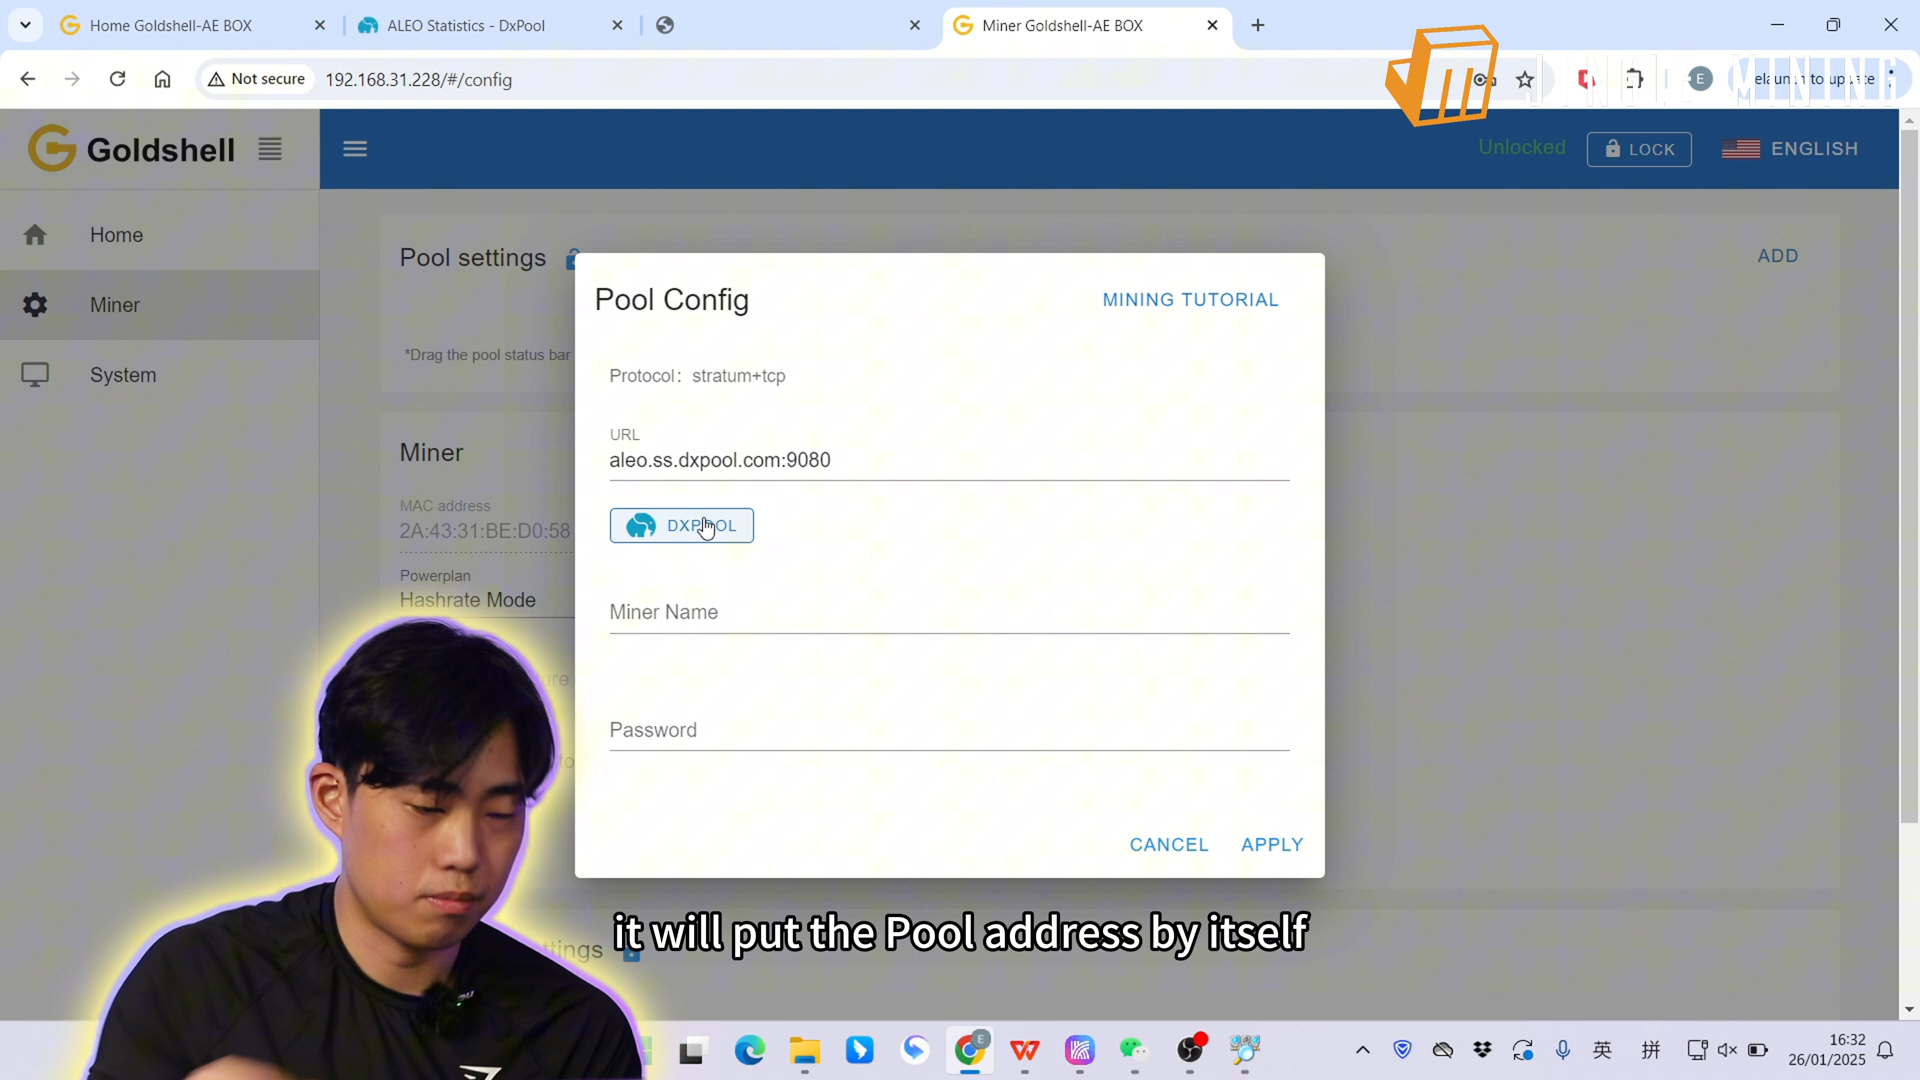 Home Goldshell-AE BOX
ALEO Statistics - DxPool
Miner Goldshell-AE BOX
Not secure
192.168.31.228/#/config
E
MINING
Goldshell
Unlocked
LOCK
ENGLISH
Home
Miner
System
Pool settings
ADD
*Drag the pool status bar
Miner
MAC address
2A:43:31:BE:D0:58
Powerplan
Hashrate Mode
Pool Config
MINING TUTORIAL
Protocol: stratum+tcp
URL
aleo.ss.dxpool.com:9080
DXPOOL
Miner Name
Password
CANCEL
APPLY
it will put the Pool address by itself
英
拼
16:32
26/01/2025